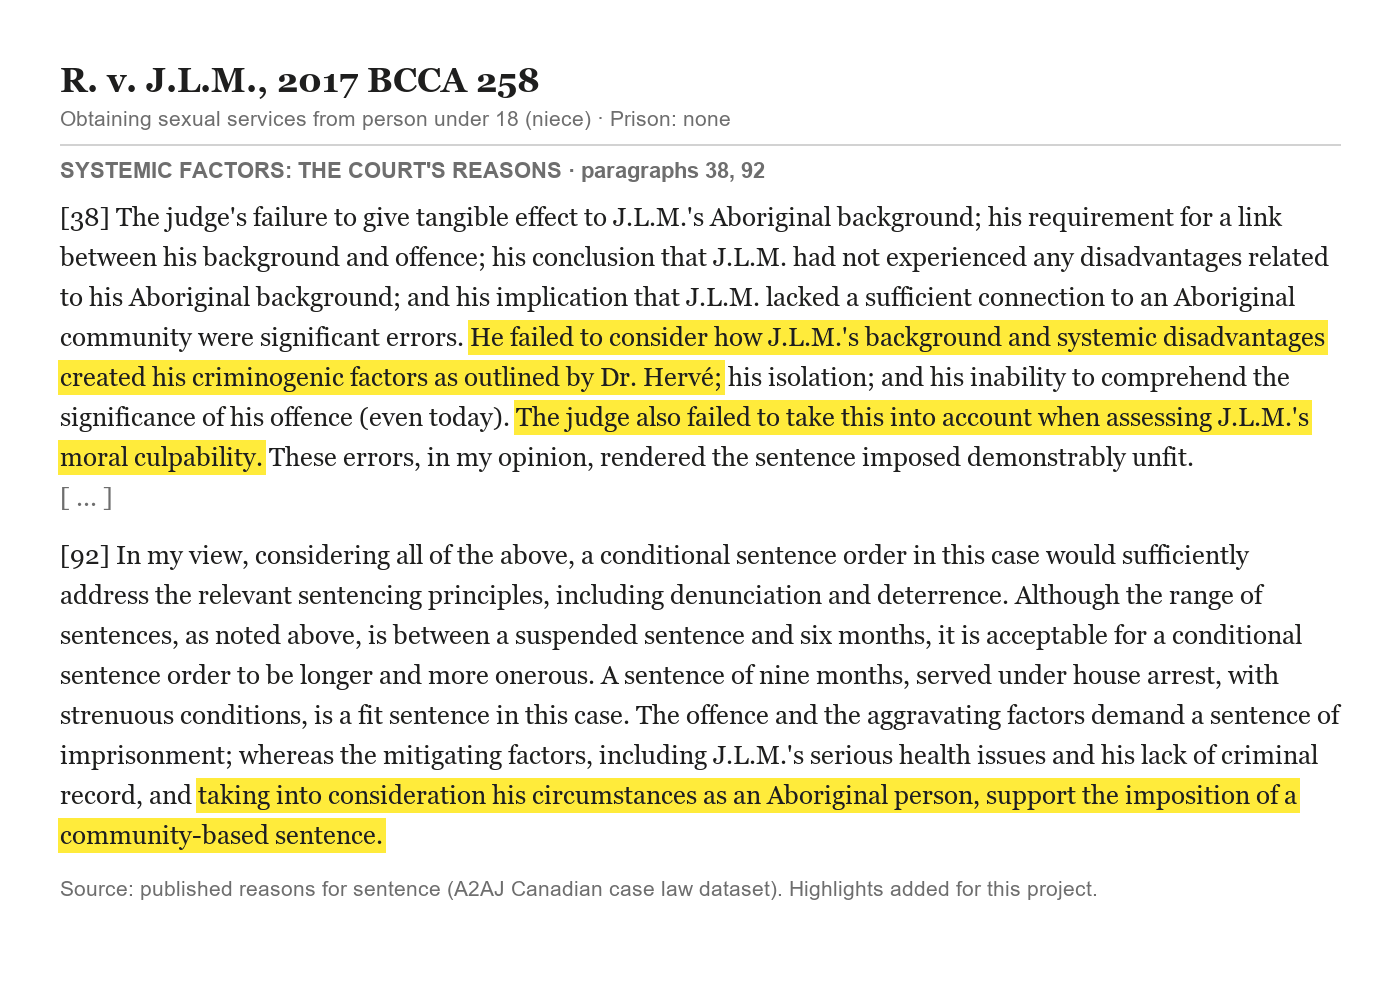 R. v. J.L.M., 2017 BCCA 258
Obtaining sexual services from person under 18 (niece) · Prison: none
SYSTEMIC FACTORS: THE COURT'S REASONS · paragraphs 38, 92
[38] The judge's failure to give tangible effect to J.L.M.'s Aboriginal background; his requirement for a link
between his background and offence; his conclusion that J.L.M. had not experienced any disadvantages related
to his Aboriginal background; and his implication that J.L.M. lacked a sufficient connection to an Aboriginal
community were significant errors. He failed to consider how J.L.M.'s background and systemic disadvantages
created his criminogenic factors as outlined by Dr. Hervé; his isolation; and his inability to comprehend the
significance of his offence (even today). The judge also failed to take this into account when assessing J.L.M.'s
moral culpability. These errors, in my opinion, rendered the sentence imposed demonstrably unfit.
[ ... ]
[92] In my view, considering all of the above, a conditional sentence order in this case would sufficiently
address the relevant sentencing principles, including denunciation and deterrence. Although the range of
sentences, as noted above, is between a suspended sentence and six months, it is acceptable for a conditional
sentence order to be longer and more onerous. A sentence of nine months, served under house arrest, with
strenuous conditions, is a fit sentence in this case. The offence and the aggravating factors demand a sentence of
imprisonment; whereas the mitigating factors, including J.L.M.'s serious health issues and his lack of criminal
record, and taking into consideration his circumstances as an Aboriginal person, support the imposition of a
community-based sentence.
Source: published reasons for sentence (A2AJ Canadian case law dataset). Highlights added for this project.